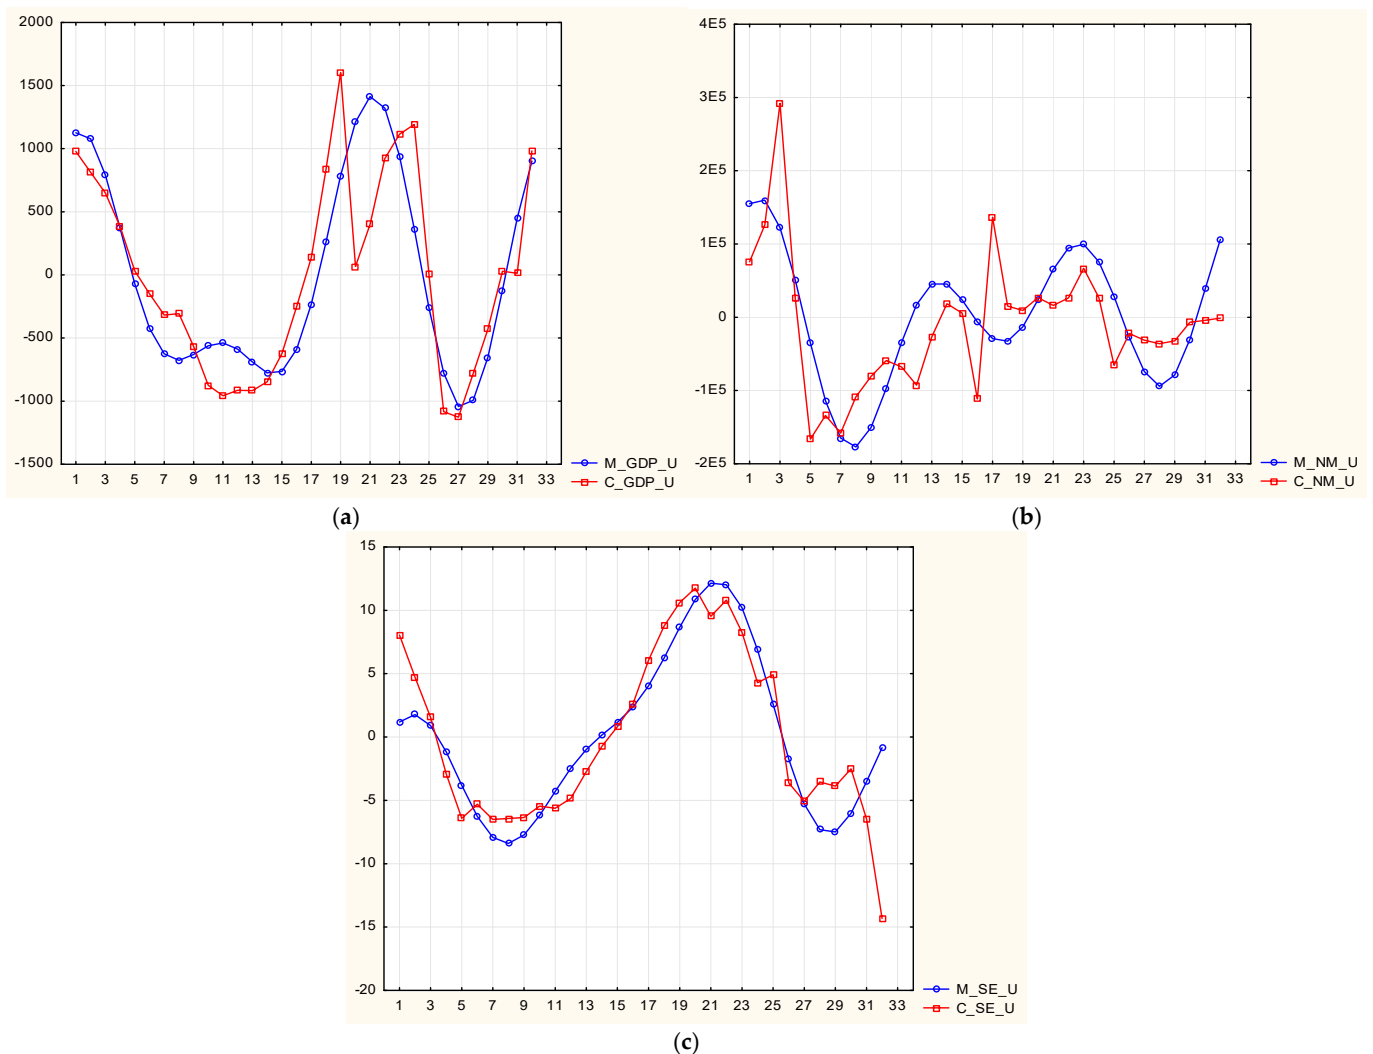 2000
1500
1000
500
0
-500
-1000
-1500
1 3 5 7 9 11 13 15 17 19 21 23 25 27 29 31 33
M_GDP_U
C_GDP_U
(a)
4E5
3E5
2E5
1E5
0
-1E5
-2E5
1 3 5 7 9 11 13 15 17 19 21 23 25 27 29 31 33
M_NM_U
C_NM_U
(b)
15
10
5
0
-5
-10
-15
-20
1 3 5 7 9 11 13 15 17 19 21 23 25 27 29 31 33
M_SE_U
C_SE_U
(c)